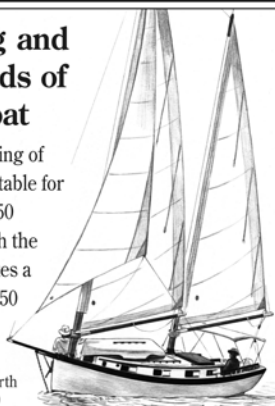 g and
ds of
oat
ing of
table for
50
h the
es a
50
rth